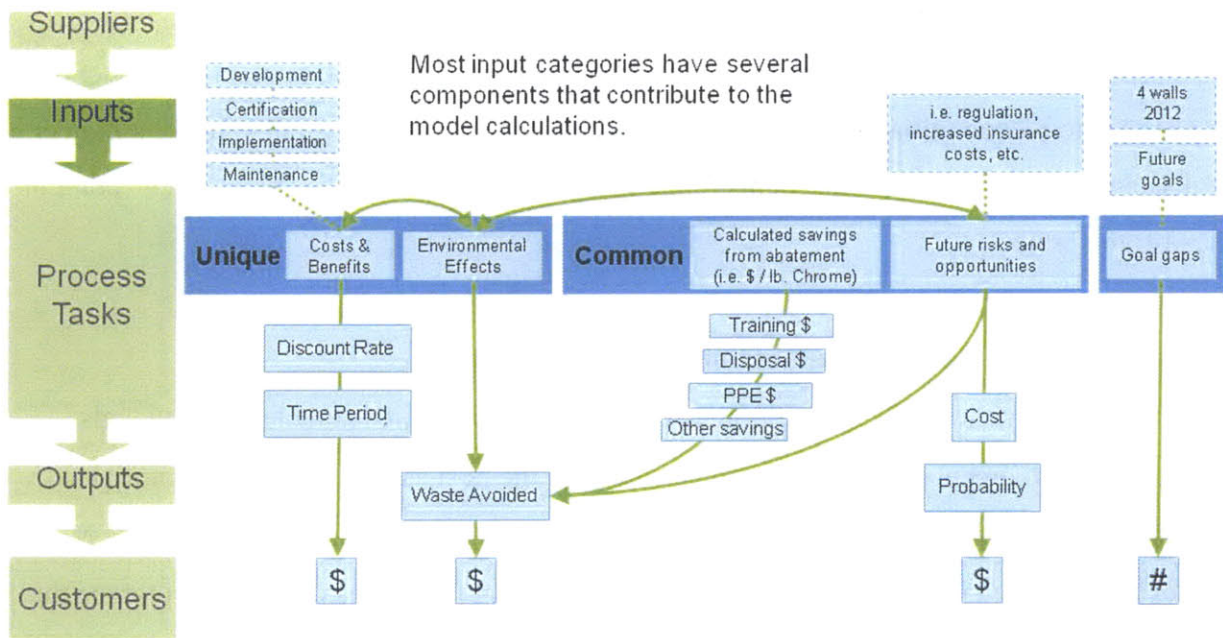 Suppliers
Inputs
Process
Tasks
Outputs
Customers
Most input categories have several
components that contribute to the
model calculations.
Development
Certification
Implementation
Maintenance
i.e. regulation,
increased insurance
costs, etc.
4 walls
2012
Future
goals
Unique
Costs &
Benefits
Environmental
Effects
Common
Calculated savings
from abatement
(i.e. $ / lb. Chrome)
Future risks and
opportunities
Goal gaps
Discount Rate
Time Period
Training $
Disposal $
PPE $
Other savings
Cost
Waste Avoided
Probability
$
$
$
#